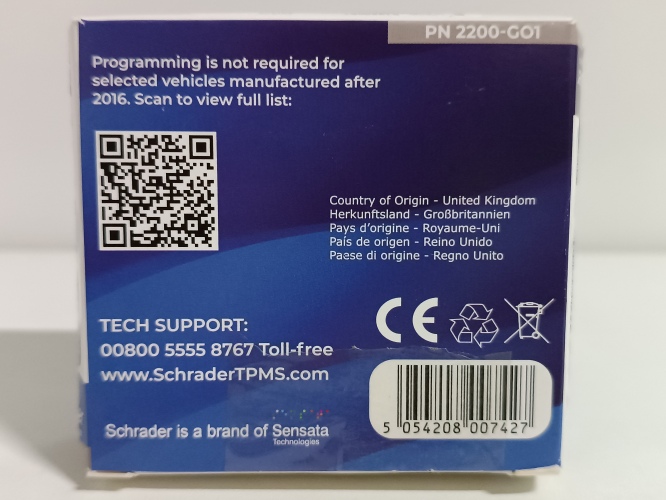 PN 2200-GO1
Programming is not required for
selected vehicles manufactured after
2016. Scan to view full list:
Country of Origin - United Kingdom
Herkunftsland - Großbritannien
Pays d'origine - Royaume-Uni
País de origen - Reino Unido
Paese di origine - Regno Unito
CE
TECH SUPPORT:
00800 5555 8767 Toll-free
www.SchraderTPMS.com
5 054208 007427
Schrader is a brand of Sensata
Technologies